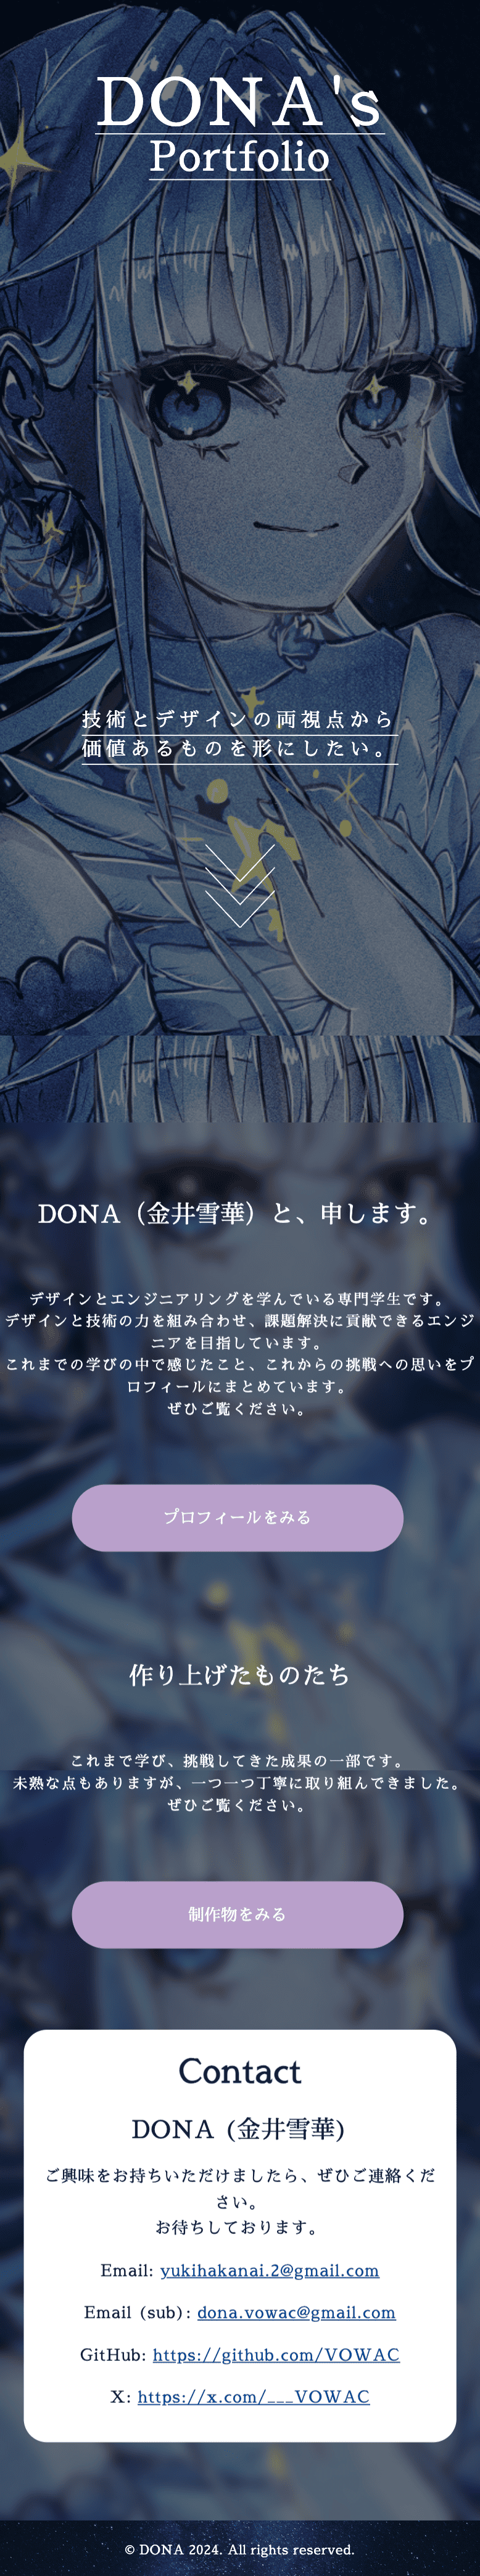 DONA's
Portfolio
技術とデザインの両視点から
価値あるものを形にしたい。
DONA（金井雪華）と、申します。
デザインとエンジニアリングを学んでいる専門学生です。
デザインと技術の力を組み合わせ、課題解決に貢献できるエンジ
ニアを目指しています。
これまでの学びの中で感じたこと、これからの挑戦への思いをプ
ロフィールにまとめています。
ぜひご覧ください。
プロフィールをみる
作り上げたものたち
これまで学び、挑戦してきた成果の一部です。
未熟な点もありますが、一つ一つ丁寧に取り組んできました。
ぜひご覧ください。
制作物をみる
Contact
DONA (金井雪華)
ご興味をお持ちいただけましたら、ぜひご連絡くだ
さい。
お待ちしております。
Email: yukihakanai.2@gmail.com
Email (sub): dona.vowac@gmail.com
GitHub: https://github.com/VOWAC
X: https://x.com/___VOWAC
© DONA 2024. All rights reserved.